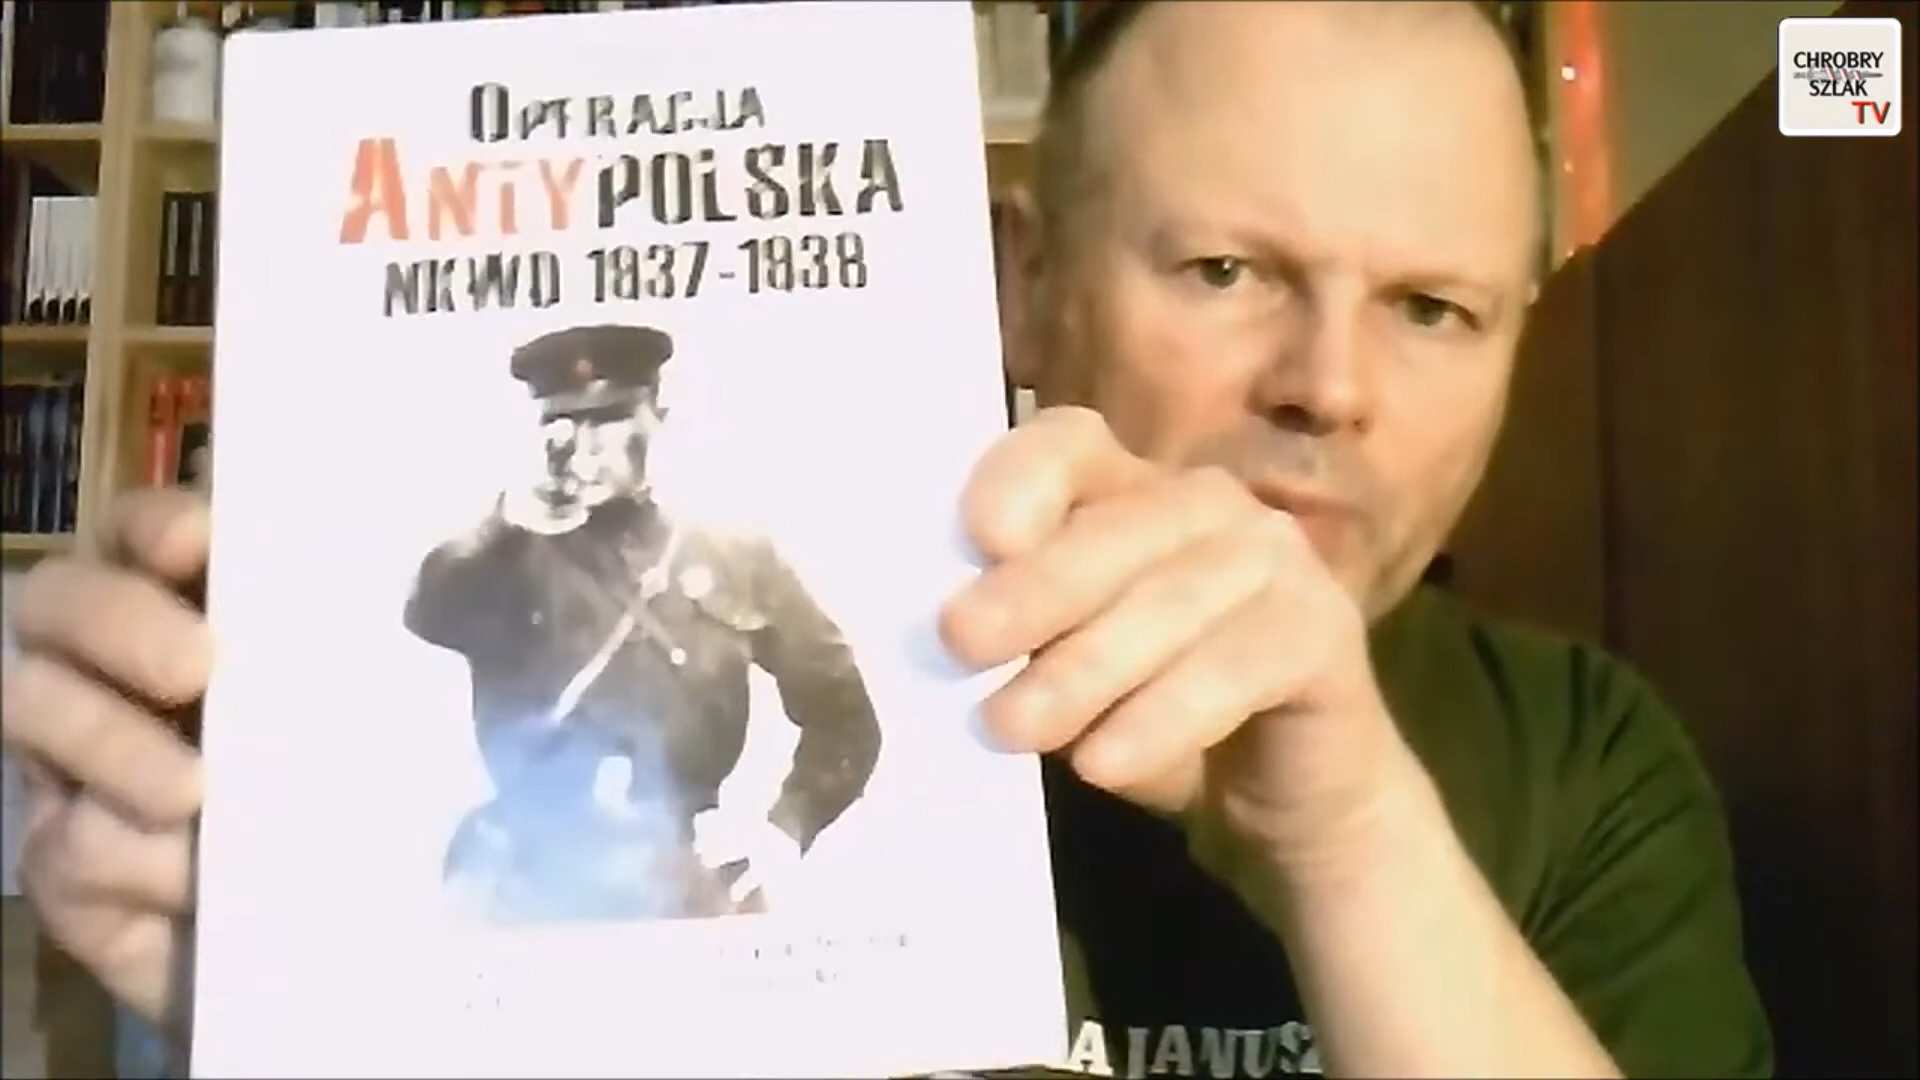 OPERACJA
ANTYPOLSKA
NKWD 1937-1938
CHROBRY
SZLAK
TV
A JANUSZ